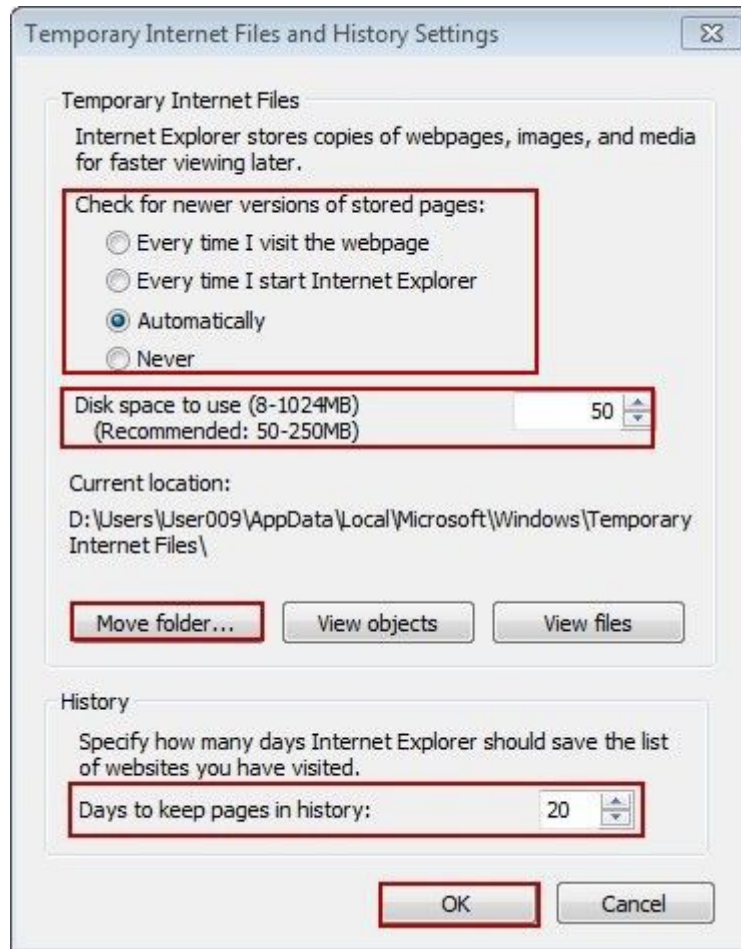 Temporary Internet Files and History Settings
Temporary Internet Files
Internet Explorer stores copies of webpages, images, and media
for faster viewing later.
Check for newer versions of stored pages:
Every time I visit the webpage
Every time I start Internet Explorer
Automatically
Never
Disk space to use (8-1024MB) 50
(Recommended: 50-250MB)
Current location:
D:\Users\User009\AppData\Local\Microsoft\Windows\Temporary
Internet Files\
Move folder... View objects View files
History
Specify how many days Internet Explorer should save the list
of websites you have visited.
Days to keep pages in history: 20
OK Cancel